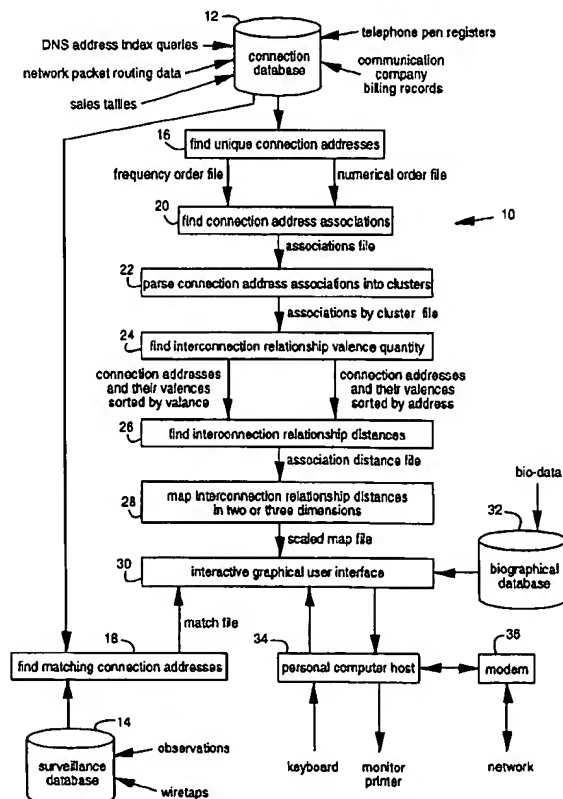 12
DNS address index queries
network packet routing data
sales tallies
connection
database
telephone pen registers
communication
company
billing records
16
find unique connection addresses
frequency order file
numerical order file
20
find connection address associations
10
associations file
22
parse connection address associations into clusters
associations by cluster file
24
find interconnection relationship valence quantity
connection addresses
and their valences
sorted by valance
connection addresses
and their valences
sorted by address
26
find interconnection relationship distances
association distance file
28
map interconnection relationship distances
in two or three dimensions
scaled map file
bio-data
32
biographical
database
30
interactive graphical user interface
match file
18
find matching connection addresses
34
personal computer host
36
modem
14
surveillance
database
observations
wiretaps
keyboard
monitor
primer
network